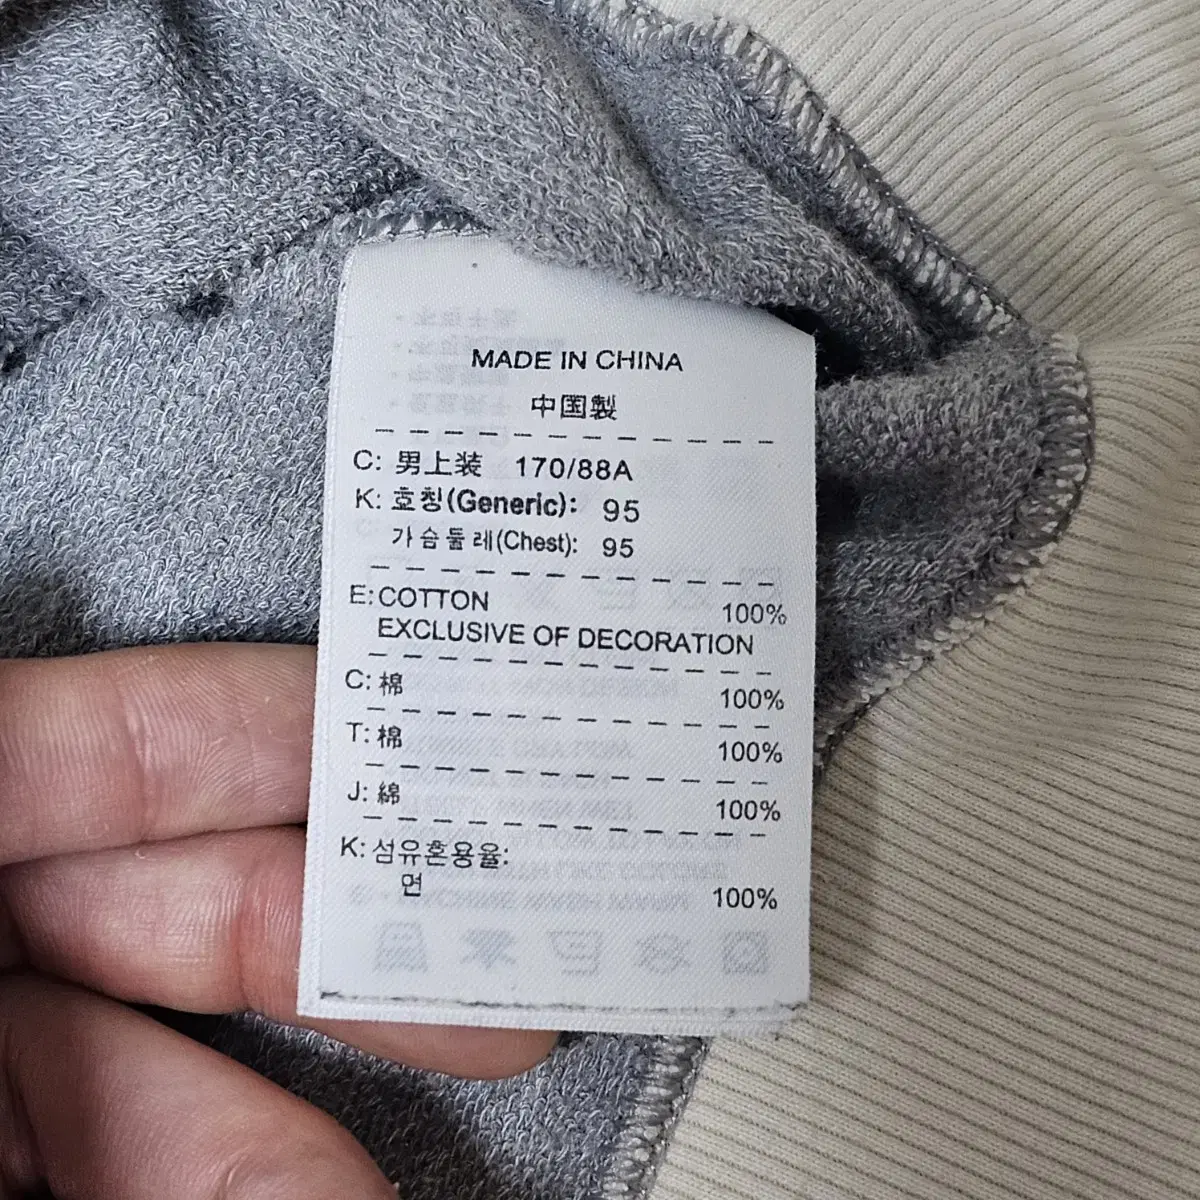 MADE IN CHINA
中国製
C: 男上装 170/88A
K: 호칭(Generic): 95
가슴둘레(Chest): 95
E: COTTON 100%
EXCLUSIVE OF DECORATION
C: 棉 100%
T: 棉 100%
J: 綿 100%
K: 섬유혼용율:
면 100%